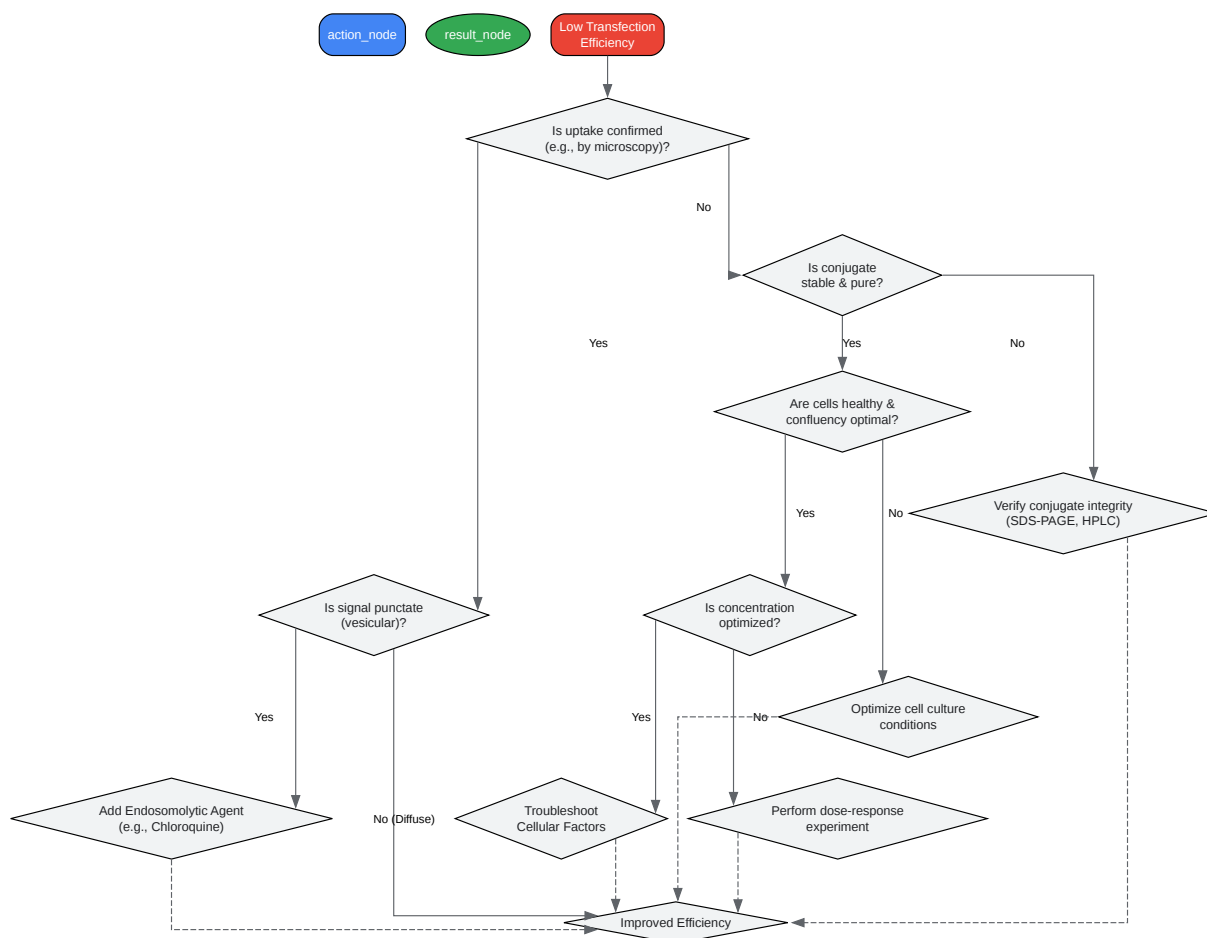 action_node
result_node
Low Transfection
Efficiency
Is uptake confirmed
(e.g., by microscopy)?
No
Is conjugate
stable & pure?
Yes
Yes
No
Are cells healthy &
confluency optimal?
Yes
No
Verify conjugate integrity
(SDS-PAGE, HPLC)
Is signal punctate
(vesicular)?
Is concentration
optimized?
Yes
Yes
No
Optimize cell culture
conditions
Add Endosomolytic Agent
(e.g., Chloroquine)
No (Diffuse)
Troubleshoot
Cellular Factors
Perform dose-response
experiment
Improved Efficiency